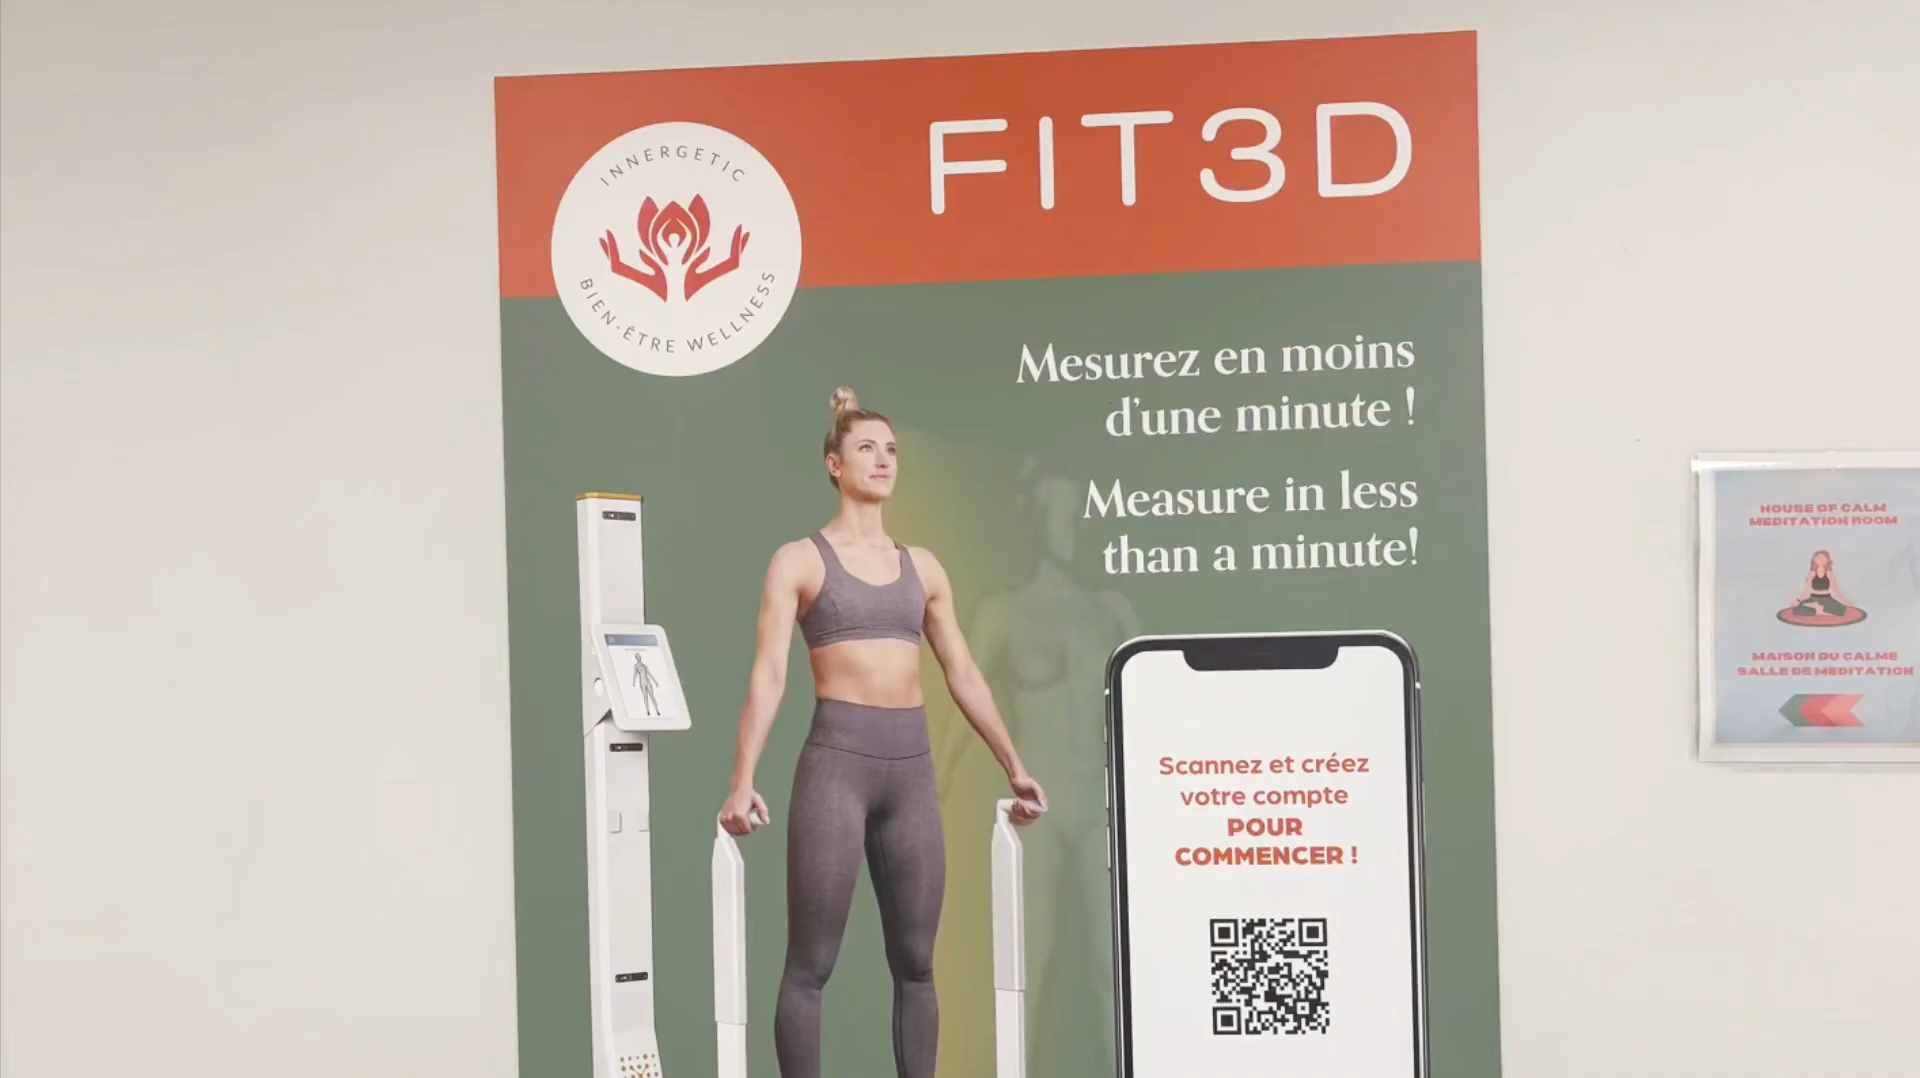 INNERGETIC
BIEN-ÊTRE WELLNESS
FIT3D
Mesurez en moins
d'une minute !
Measure in less
than a minute!
Scannez et créez
votre compte
POUR
COMMENCER !
HOUSE OF CALM
MEDITATION ROOM
MAISON DU CALME
SALLE DE MEDITATION